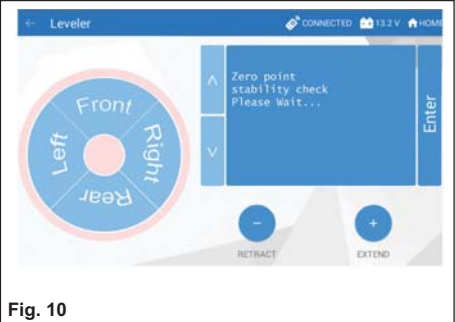 ← Leveler CONNECTED 13.2 V HOME
Front
Left
Right
Rear
Zero point
stability check
Please Wait...
Enter
RETRACT
EXTEND
Fig. 10